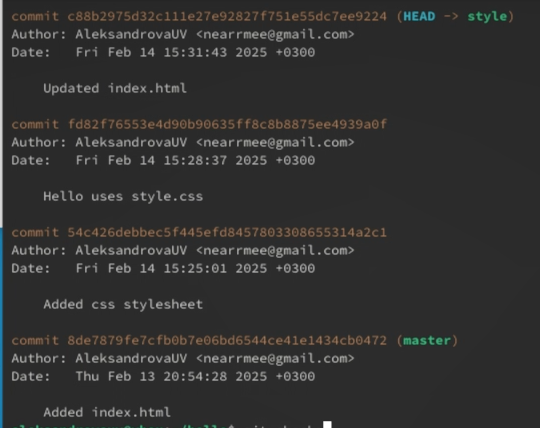 commit c88b2975d32c111e27e92827f751e55dc7ee9224 (HEAD -> style)
Author: AleksandrovaUV <nearrmee@gmail.com>
Date:   Fri Feb 14 15:31:43 2025 +0300
Updated index.html
commit fd82f76553e4d90b90635ff8c8b8875ee4939a0f
Author: AleksandrovaUV <nearrmee@gmail.com>
Date:   Fri Feb 14 15:28:37 2025 +0300
Hello uses style.css
commit 54c426debbec5f445efd8457803308655314a2c1
Author: AleksandrovaUV <nearrmee@gmail.com>
Date:   Fri Feb 14 15:25:01 2025 +0300
Added css stylesheet
commit 8de7879fe7cfb0b7e06bd6544ce41e1434cb0472 (master)
Author: AleksandrovaUV <nearrmee@gmail.com>
Date:   Thu Feb 13 20:54:28 2025 +0300
Added index.html